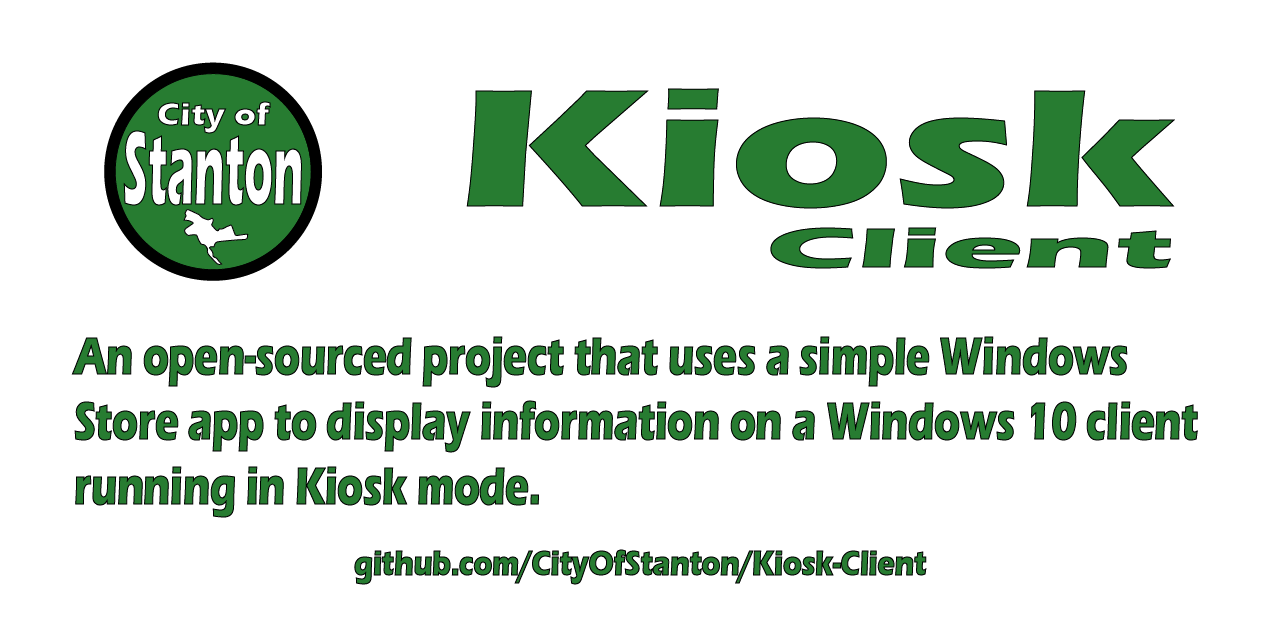 City of
Stanton
Kiosk
Client
An open-sourced project that uses a simple Windows
Store app to display information on a Windows 10 client
running in Kiosk mode.
github.com/CityOfStanton/Kiosk-Client